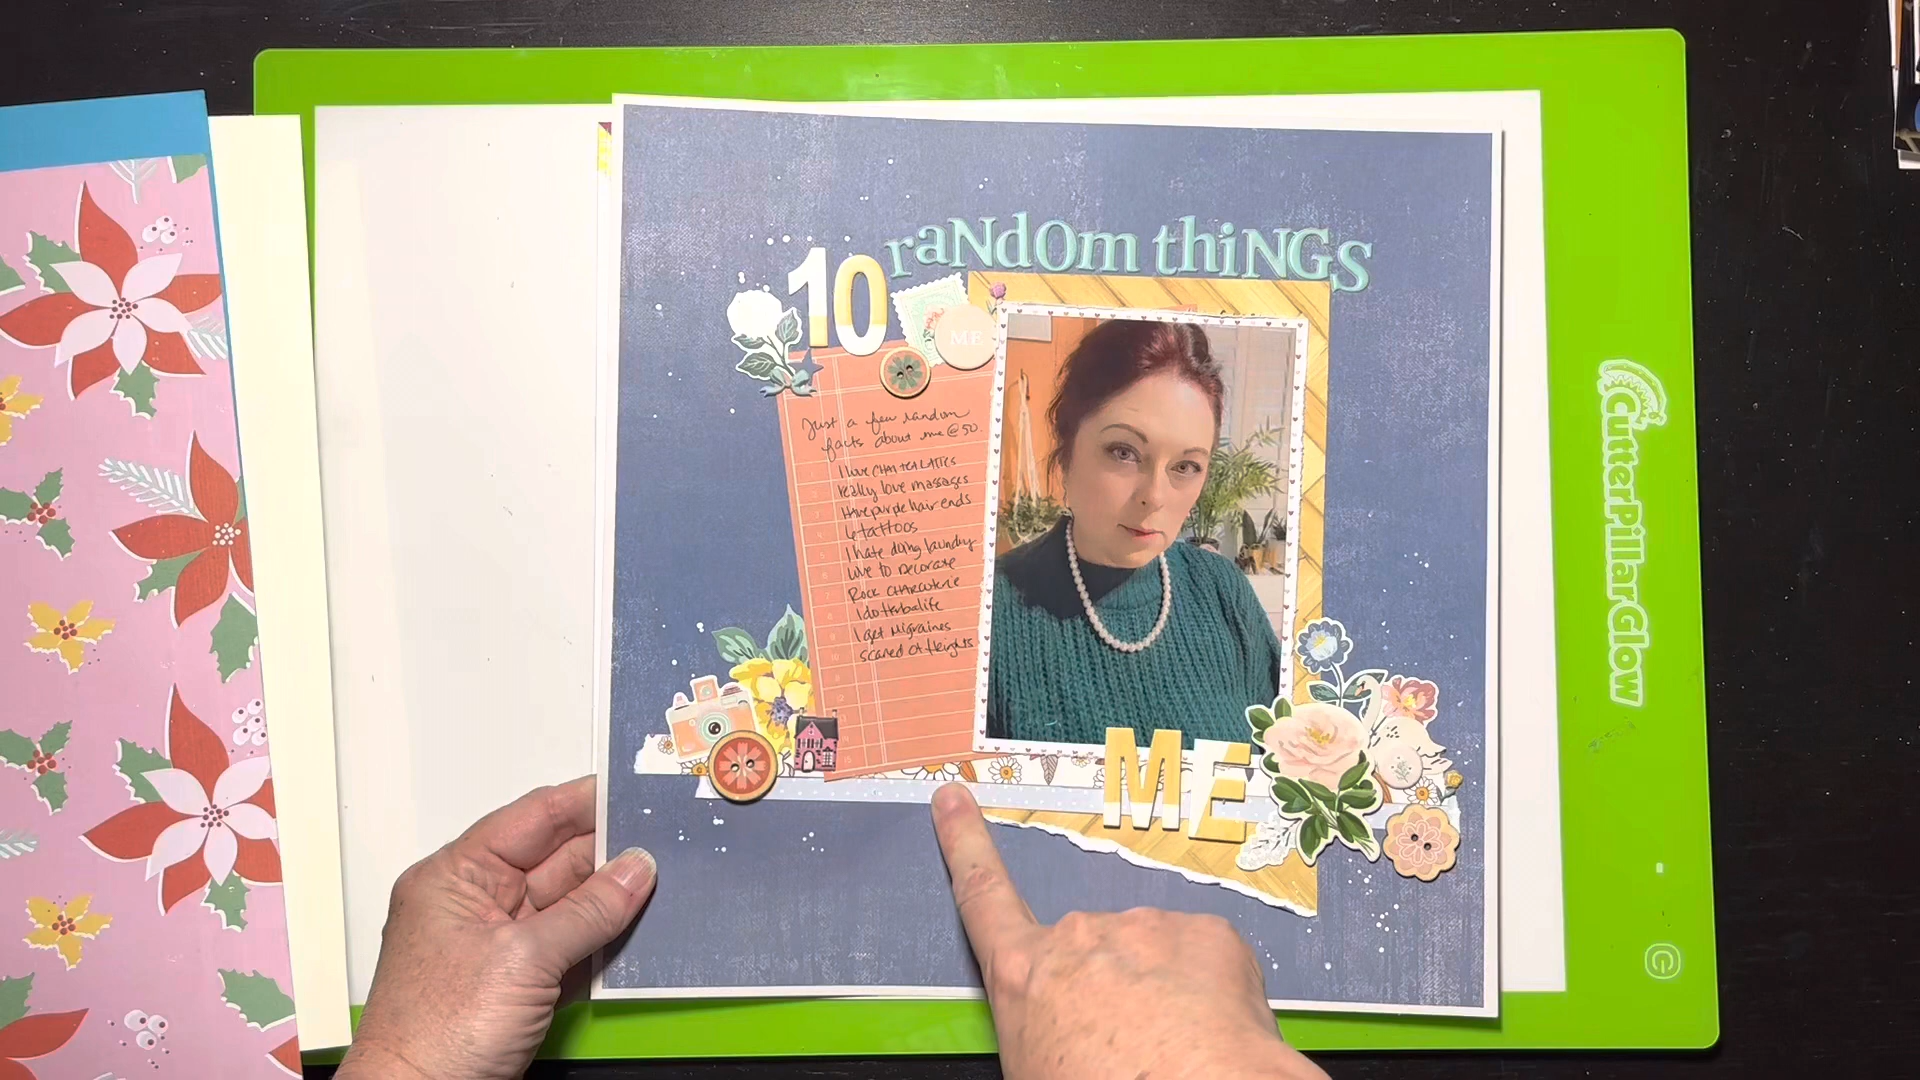 10 raNdOm thiNGS
ME
Just a few random
facts about me @ 50.
I love CHAI TEA LATTES
really love massages
Have purple hair ends
6 tattoos
I hate doing laundry
love to Decorate
Rock CHARCUTERIE
I do Herbalife
I get Migraines
scared of Heights
ME
CutterPillarGlow